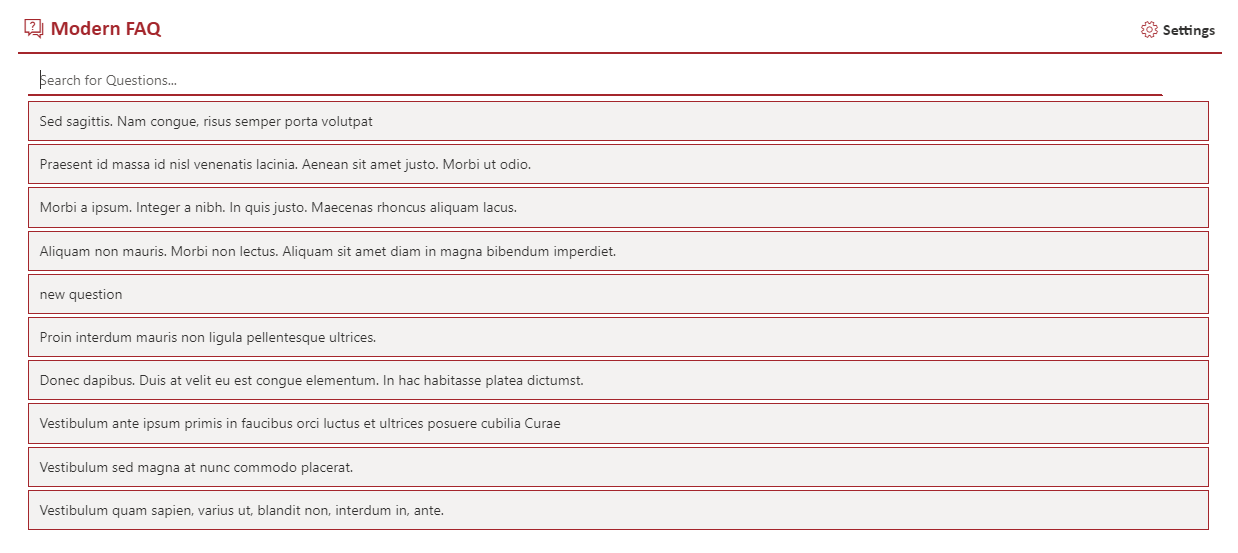 Modern FAQ
Settings
Search for Questions...
Sed sagittis. Nam congue, risus semper porta volutpat
Praesent id massa id nisl venenatis lacinia. Aenean sit amet justo. Morbi ut odio.
Morbi a ipsum. Integer a nibh. In quis justo. Maecenas rhoncus aliquam lacus.
Aliquam non mauris. Morbi non lectus. Aliquam sit amet diam in magna bibendum imperdiet.
new question
Proin interdum mauris non ligula pellentesque ultrices.
Donec dapibus. Duis at velit eu est congue elementum. In hac habitasse platea dictumst.
Vestibulum ante ipsum primis in faucibus orci luctus et ultrices posuere cubilia Curae
Vestibulum sed magna at nunc commodo placerat.
Vestibulum quam sapien, varius ut, blandit non, interdum in, ante.